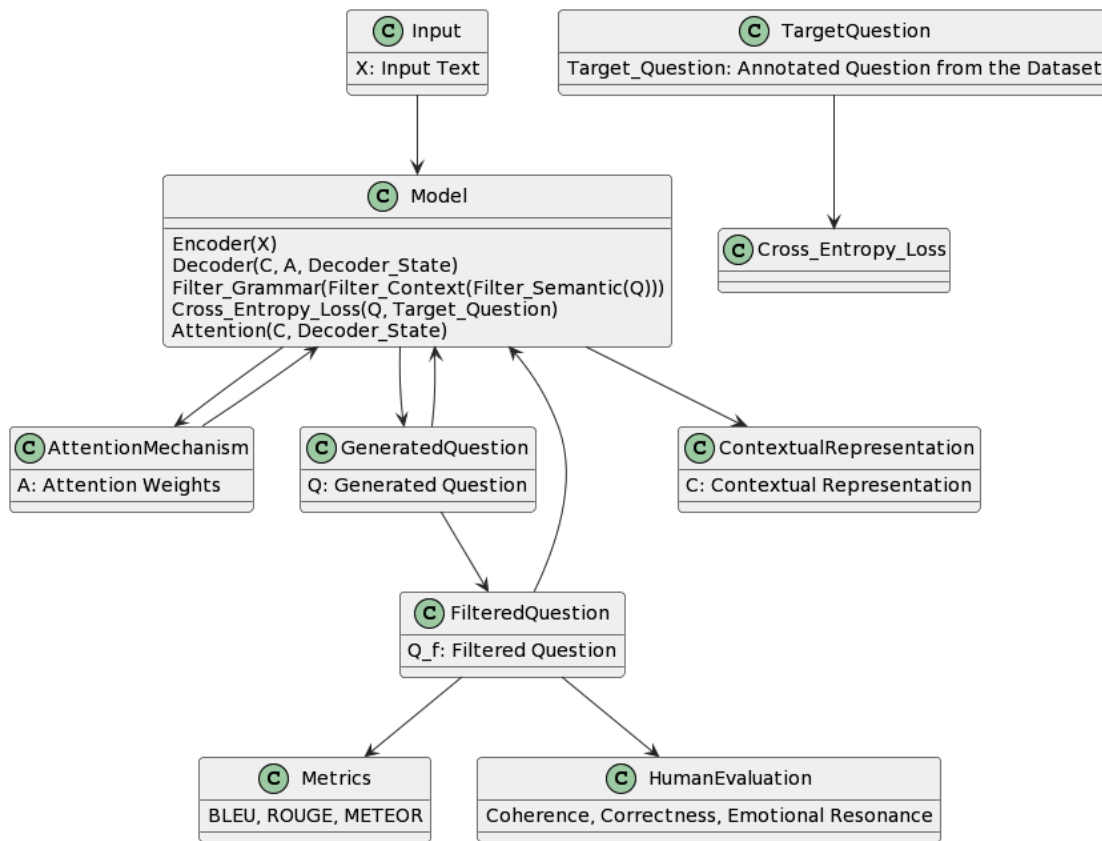 C Input
X: Input Text
C TargetQuestion
Target_Question: Annotated Question from the Dataset
C Model
Encoder(X)
Decoder(C, A, Decoder_State)
Filter_Grammar(Filter_Context(Filter_Semantic(Q)))
Cross_Entropy_Loss(Q, Target_Question)
Attention(C, Decoder_State)
C Cross_Entropy_Loss
C AttentionMechanism
A: Attention Weights
C GeneratedQuestion
Q: Generated Question
C ContextualRepresentation
C: Contextual Representation
C FilteredQuestion
Q_f: Filtered Question
C Metrics
BLEU, ROUGE, METEOR
C HumanEvaluation
Coherence, Correctness, Emotional Resonance